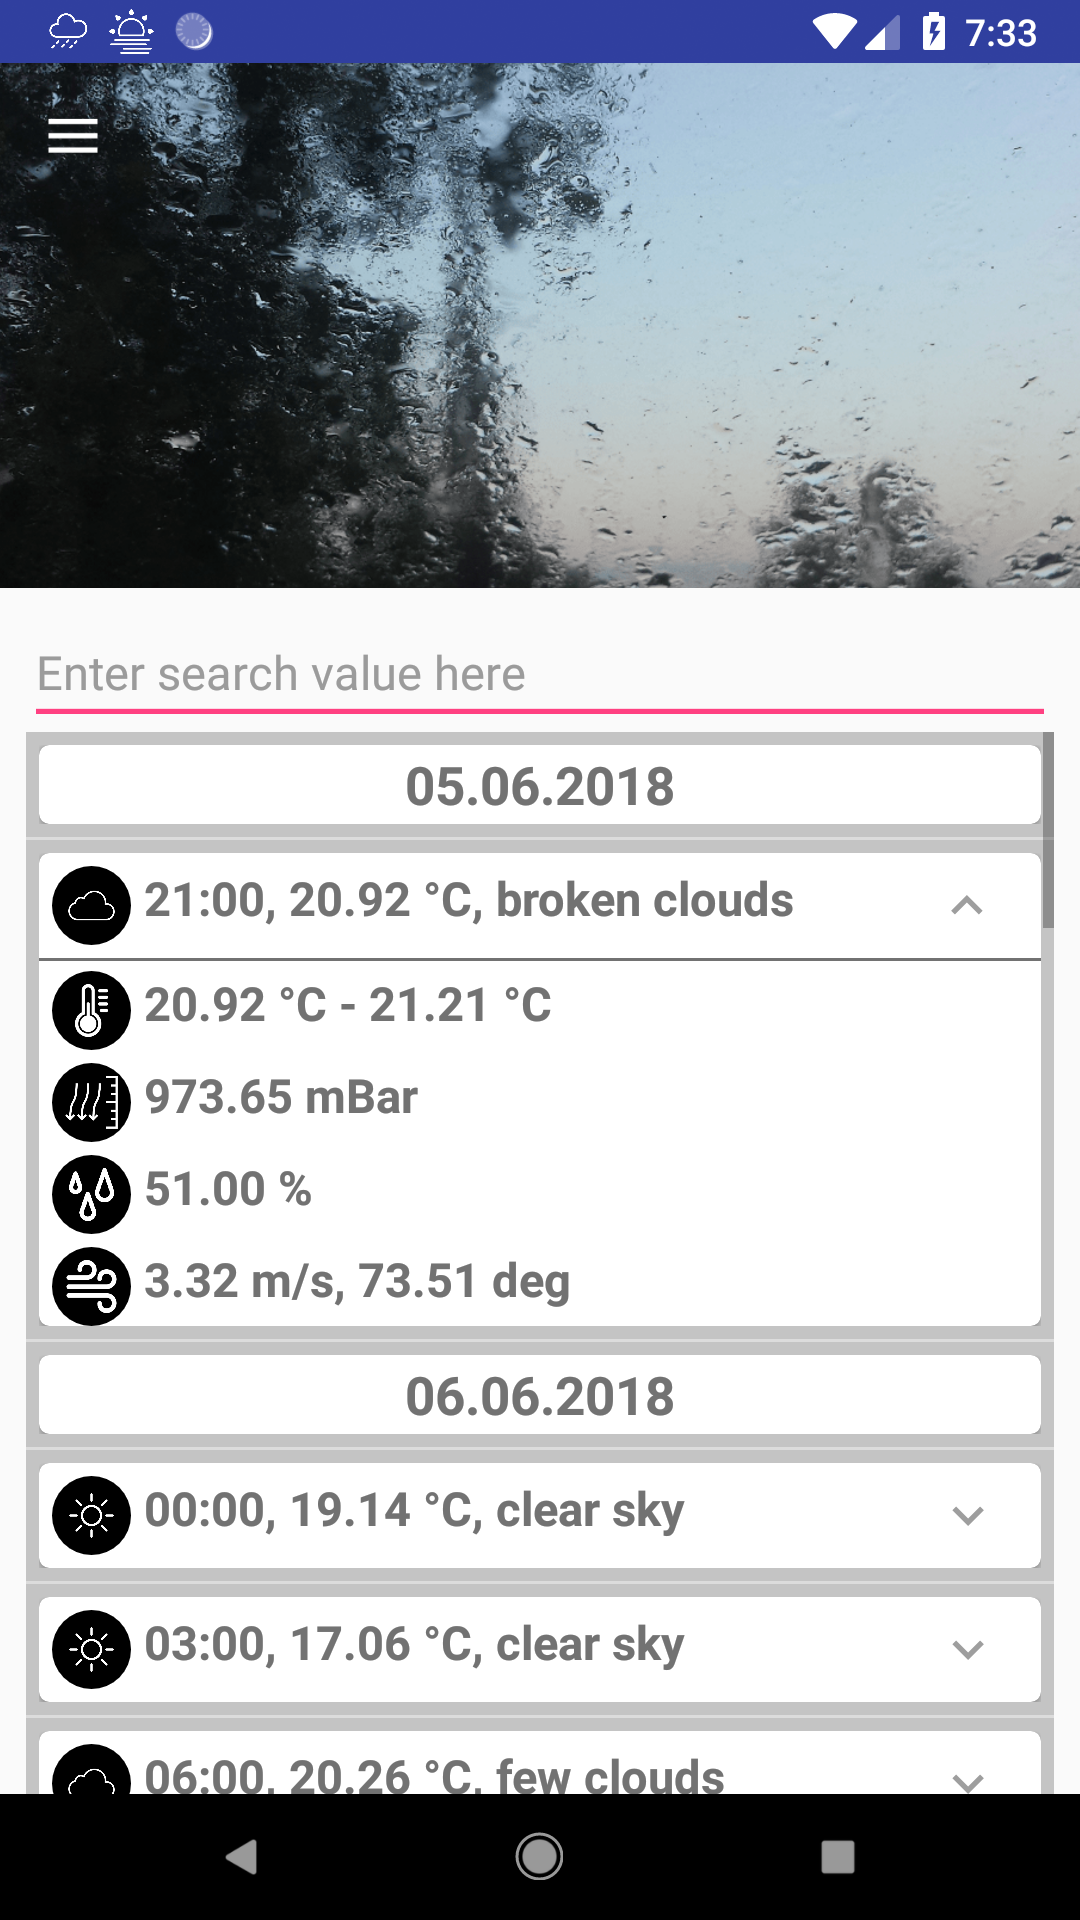 7:33
Enter search value here
05.06.2018
21:00, 20.92 °C, broken clouds
20.92 °C - 21.21 °C
973.65 mBar
51.00 %
3.32 m/s, 73.51 deg
06.06.2018
00:00, 19.14 °C, clear sky
03:00, 17.06 °C, clear sky
06:00, 20.26 °C, few clouds